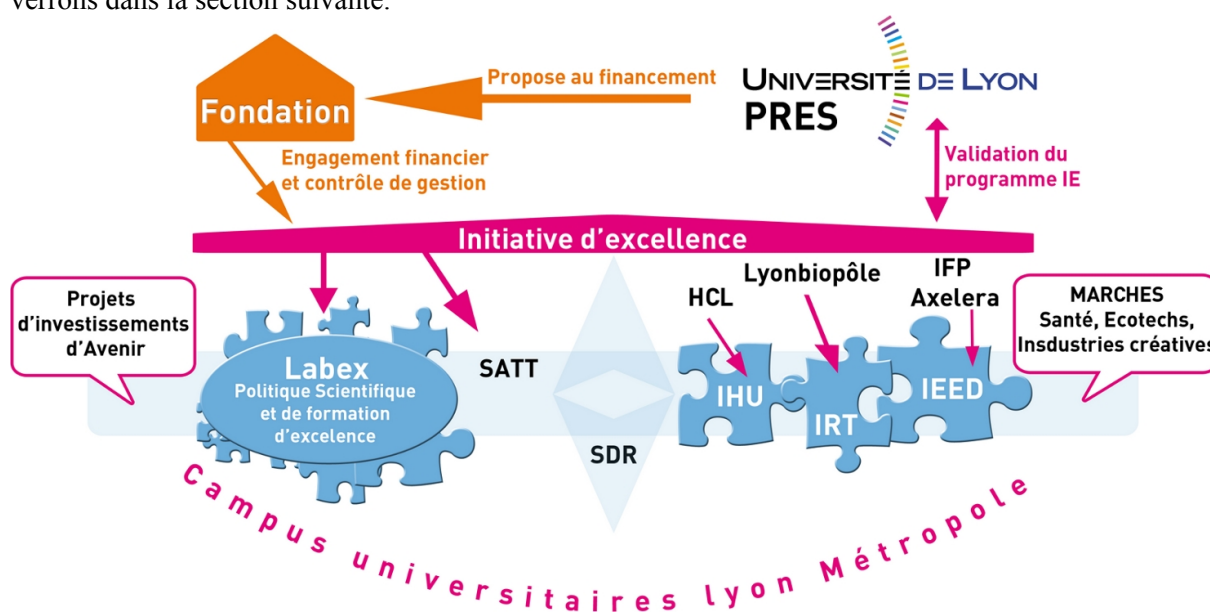 verrons dans la section suivante.
Fondation
Propose au financement
UNIVERSITÉ DE LYON
PRES
Engagement financier
et contrôle de gestion
Validation du
programme IE
Initiative d'excellence
Projets
d'investissements
d'Avenir
Labex
Politique Scientifique
et de formation
d'excelence
SATT
SDR
HCL
Lyonbiopôle
IFP
Axelera
IHU
IRT
IEED
MARCHES
Santé, Ecotechs,
Insdustries créatives
Campus universitaires lyon Métropole